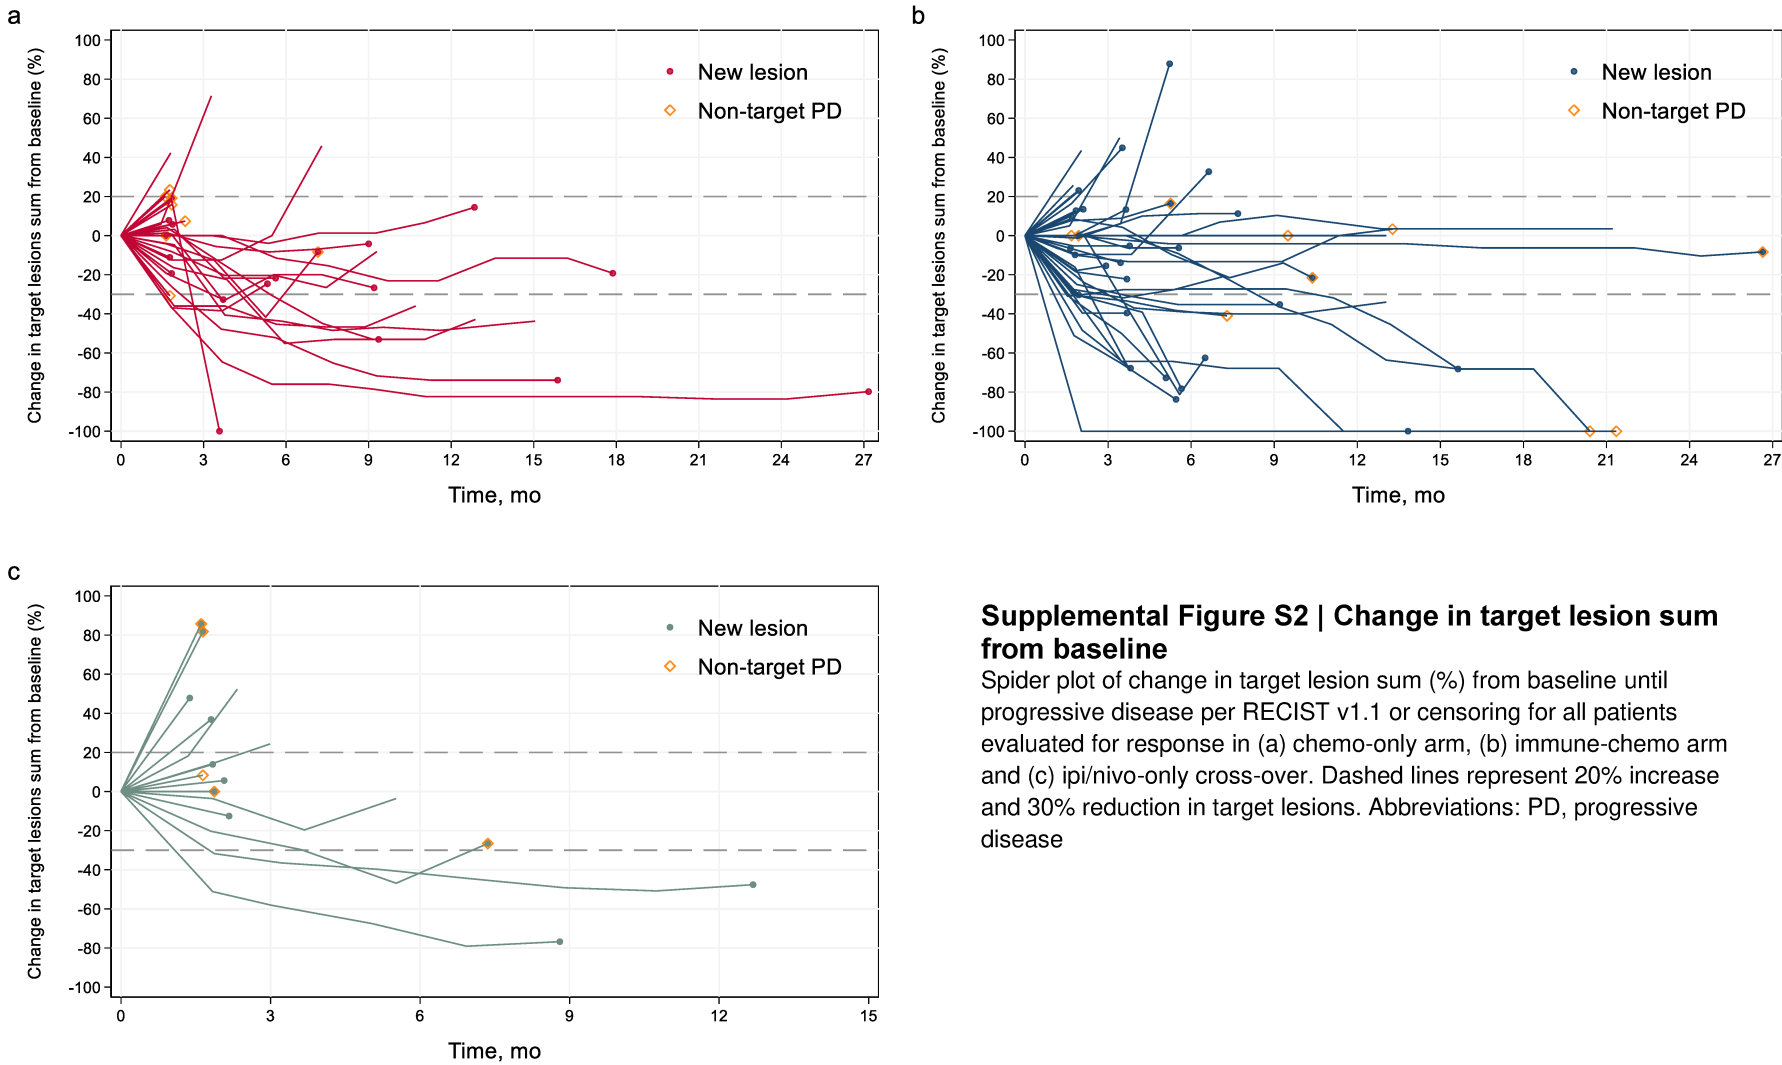 a
Change in target lesions sum from baseline (%)
100
80
60
40
20
0
-20
-40
-60
-80
-100
0 3 6 9 12 15 18 21 24 27
Time, mo
New lesion
Non-target PD
b
Change in target lesions sum from baseline (%)
100
80
60
40
20
0
-20
-40
-60
-80
-100
0 3 6 9 12 15 18 21 24 27
Time, mo
New lesion
Non-target PD
c
Change in target lesions sum from baseline (%)
100
80
60
40
20
0
-20
-40
-60
-80
-100
0 3 6 9 12 15
Time, mo
New lesion
Non-target PD
Supplemental Figure S2 | Change in target lesion sum
from baseline
Spider plot of change in target lesion sum (%) from baseline until
progressive disease per RECIST v1.1 or censoring for all patients
evaluated for response in (a) chemo-only arm, (b) immune-chemo arm
and (c) ipi/nivo-only cross-over. Dashed lines represent 20% increase
and 30% reduction in target lesions. Abbreviations: PD, progressive
disease